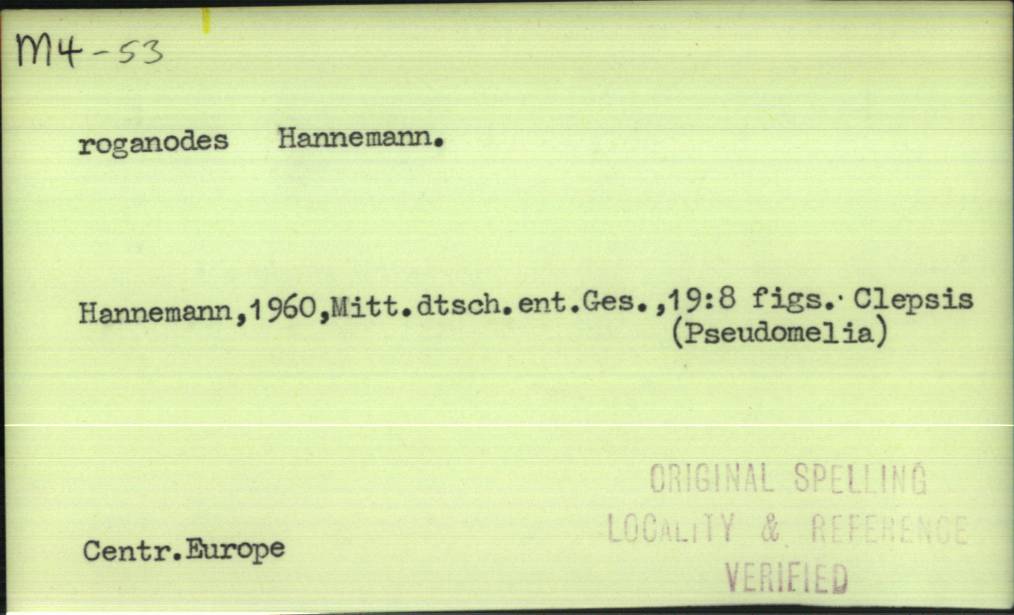 M4-53
roganodes Hannemann.
Hannemann,1960,Mitt.dtsch.ent.Ges.,19:8 figs. Clepsis
(Pseudomelia)
ORIGINAL SPELLING
LOCALITY & REFERENCE
Centr.Europe
VERIFIED